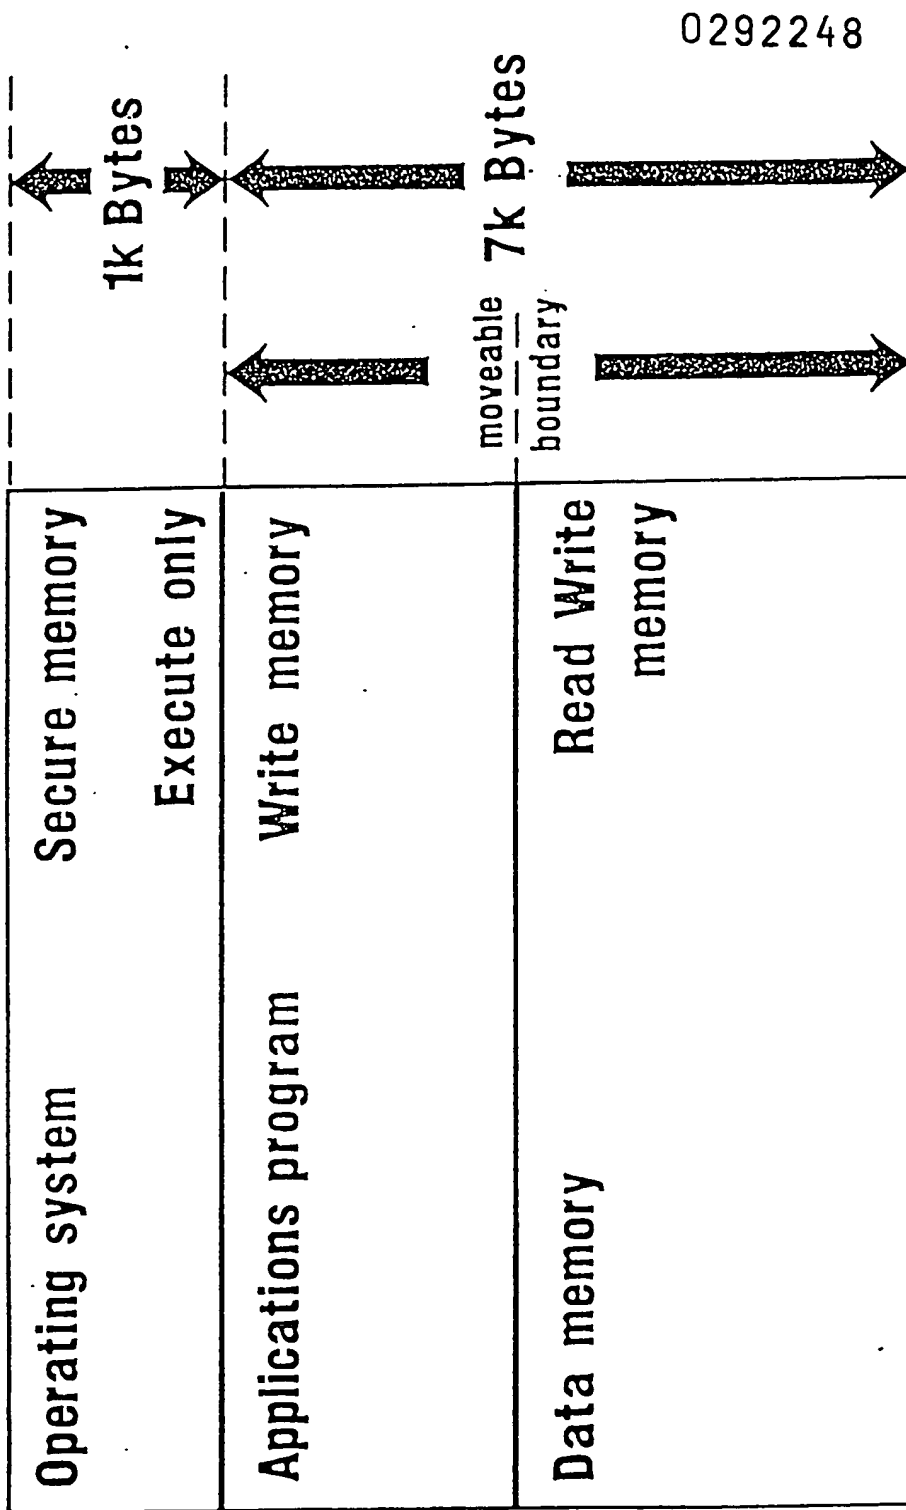 0292248
Operating system
Secure memory
Execute only
1k Bytes
Applications program
Write memory
moveable
boundary
7k Bytes
Data memory
Read Write
memory